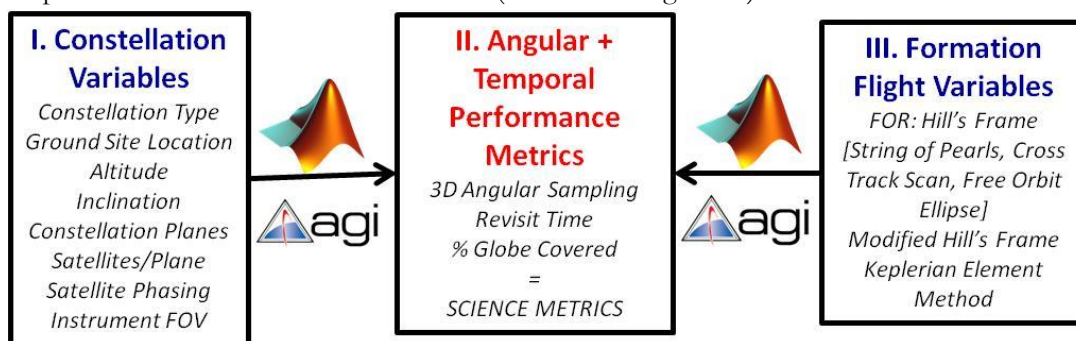 I. Constellation
Variables
Constellation Type
Ground Site Location
Altitude
Inclination
Constellation Planes
Satellites/Plane
Satellite Phasing
Instrument FOV
agi
II. Angular +
Temporal
Performance
Metrics
3D Angular Sampling
Revisit Time
% Globe Covered
=
SCIENCE METRICS
agi
III. Formation
Flight Variables
FOR: Hill's Frame
[String of Pearls, Cross
Track Scan, Free Orbit
Ellipse]
Modified Hill's Frame
Keplerian Element
Method